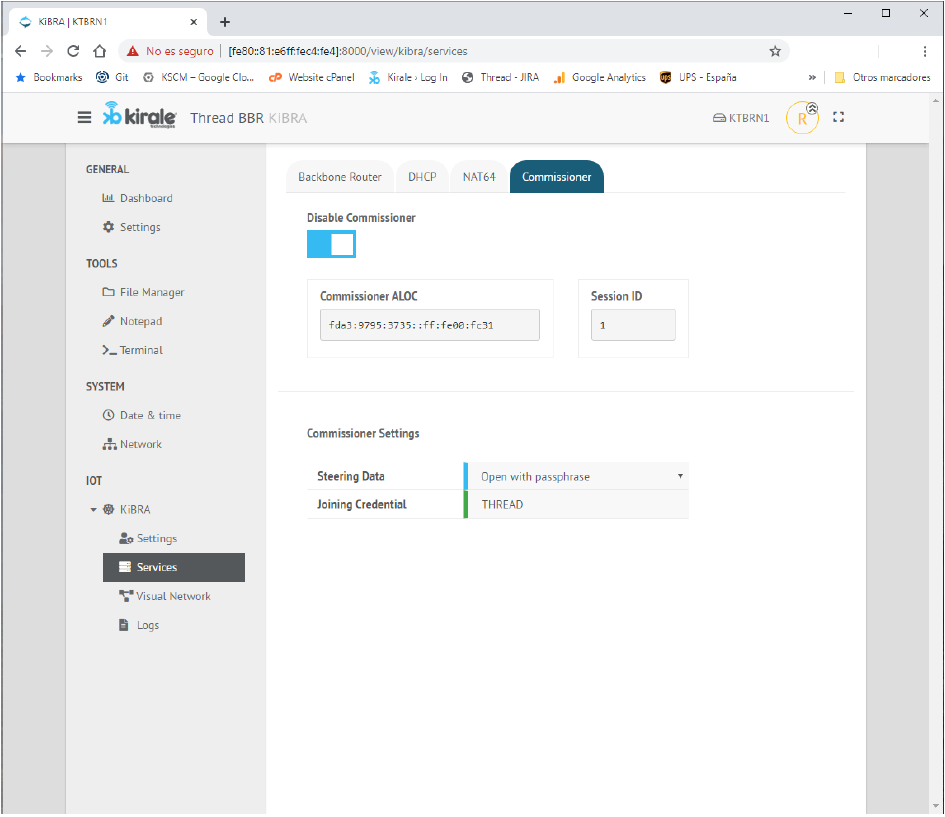 KiBRA | KTBRN1
No es seguro | [fe80::81:e6ff:fec4:fe4]:8000/view/kibra/services
Bookmarks Git KSCM – Google Clo... Website cPanel Kirale › Log In Thread - JIRA Google Analytics UPS - España » Otros marcadores
kirale Technologies Thread BBR KIBRA KTBRN1 R
GENERAL
Dashboard
Settings
TOOLS
File Manager
Notepad
Terminal
SYSTEM
Date & time
Network
IOT
KiBRA
Settings
Services
Visual Network
Logs
Backbone Router DHCP NAT64 Commissioner
Disable Commissioner
Commissioner ALOC Session ID
fda3:9795:3735::ff:fe00:fc31 1
Commissioner Settings
Steering Data Open with passphrase
Joining Credential THREAD